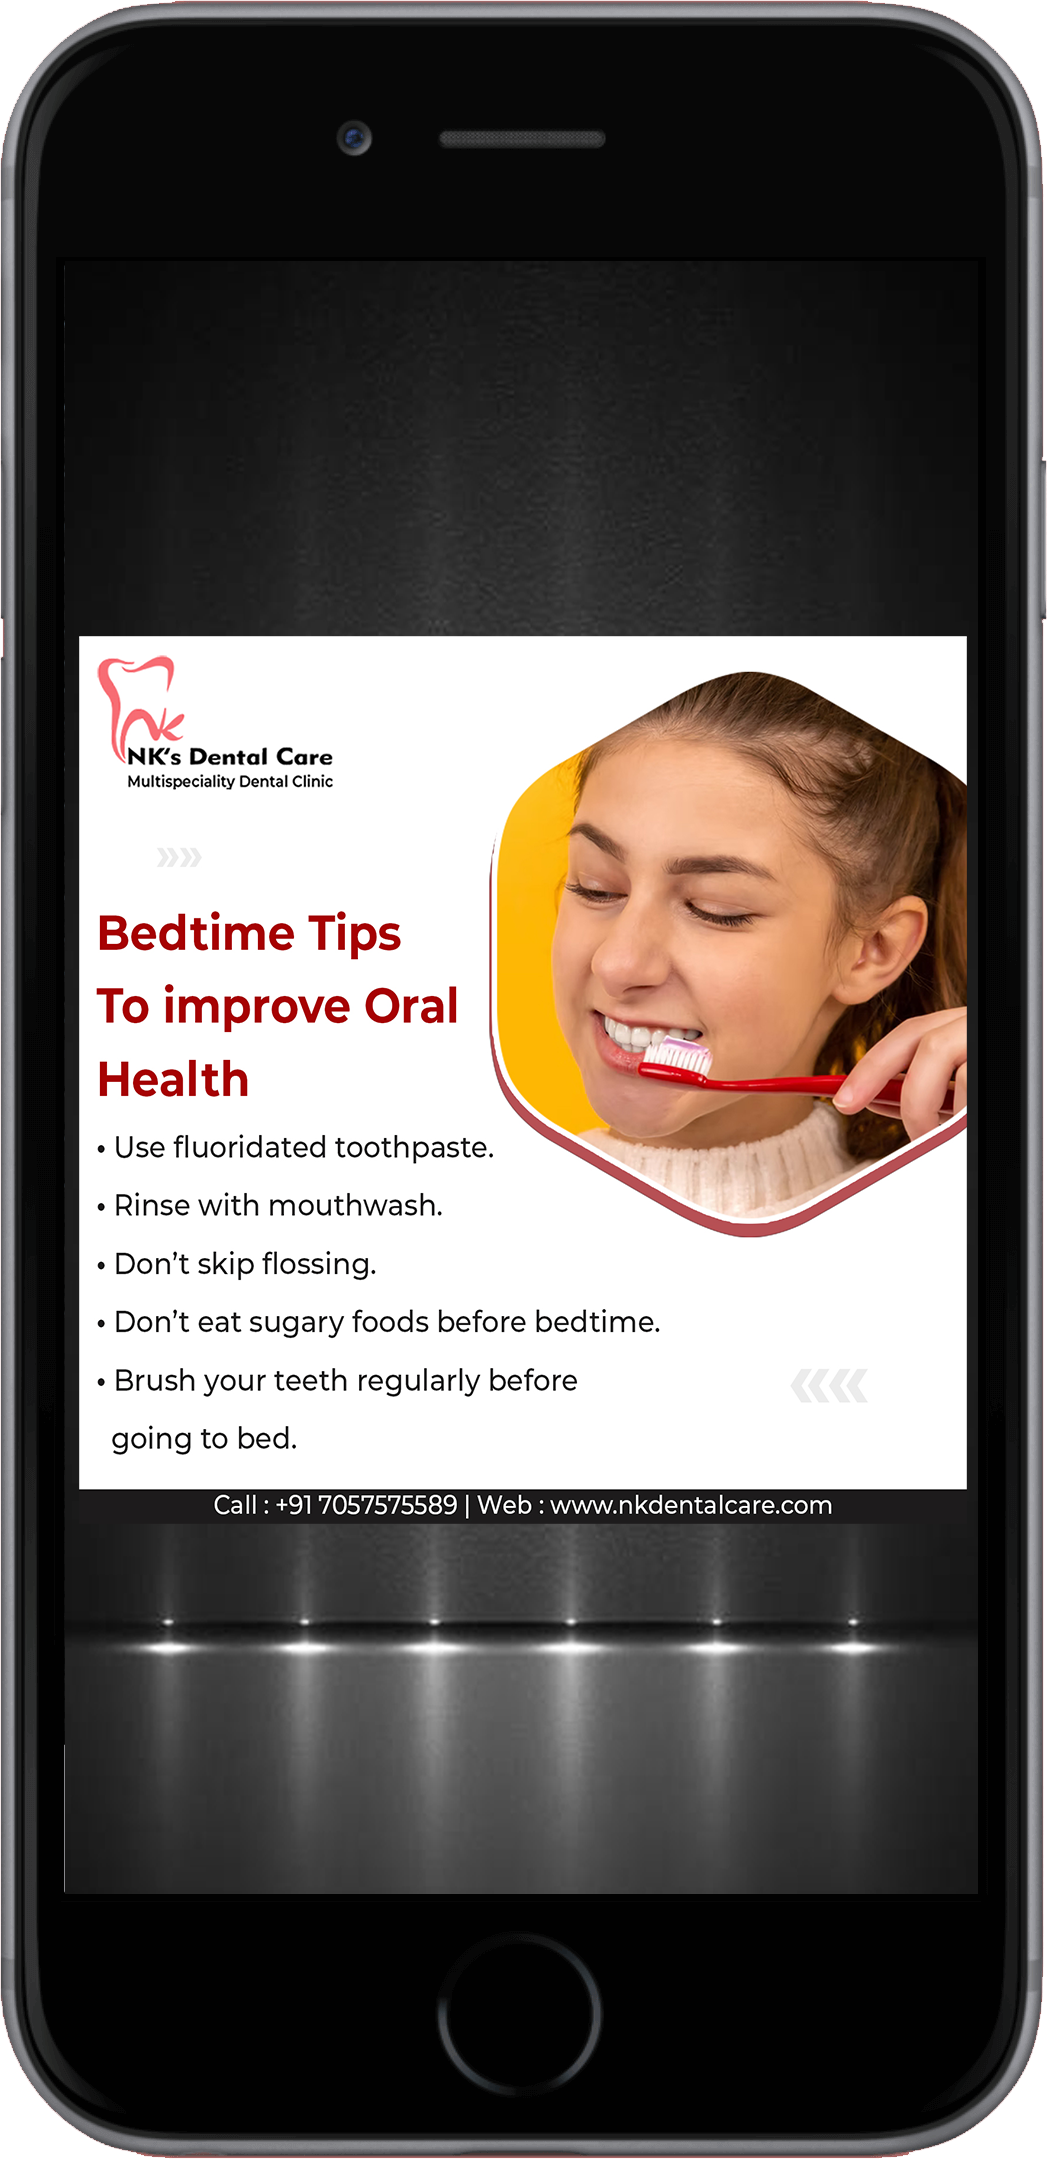 NK's Dental Care
Multispeciality Dental Clinic
Bedtime Tips
To improve Oral
Health
• Use fluoridated toothpaste.
• Rinse with mouthwash.
• Don’t skip flossing.
• Don’t eat sugary foods before bedtime.
• Brush your teeth regularly before
going to bed.
Call : +91 7057575589 | Web : www.nkdentalcare.com